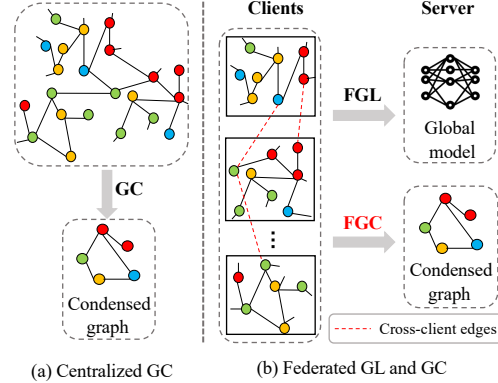 Clients
Server
FGL
Global
model
GC
FGC
Condensed
graph
Condensed
graph
Cross-client edges
(a) Centralized GC
(b) Federated GL and GC